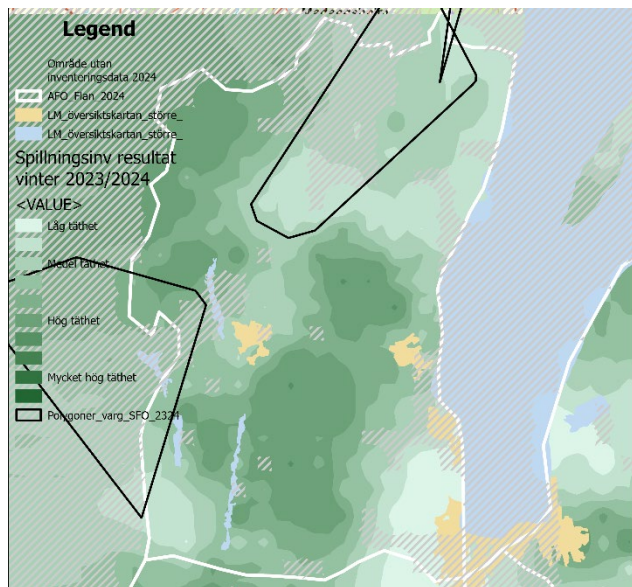 Legend
Område utan
inventeringsdata 2024
AFO_Flan_2024
LM_översiktskartan_större_
LM_översiktskartan_större_
Spillningsinv resultat
vinter 2023/2024
<VALUE>
Låg täthet
Medel täthet
Hög täthet
Mycket hög täthet
Polygoner_varg_SFO_2324